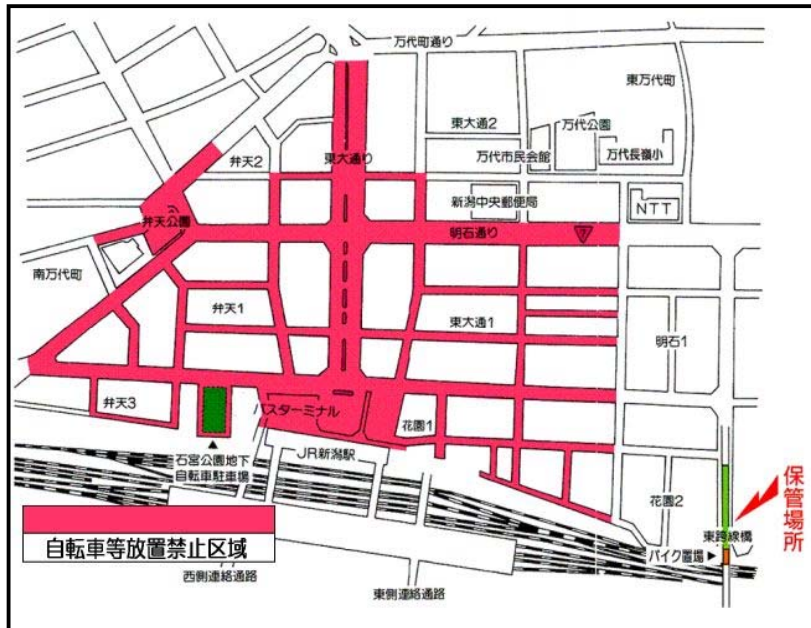 万代町通り
東万代町
東大通2
万代公園
弁天2
東大通り
万代市民会館
万代長嶺小
新潟中央郵便局
NTT
弁天公園
明石通り
7
南万代町
弁天1
東大通1
明石1
弁天3
バスターミナル
花園1
石宮公園地下
自転車駐車場
JR新潟駅
花園2
保管場所
東跨線橋
バイク置場
自転車等放置禁止区域
西側連絡通路
東側連絡通路